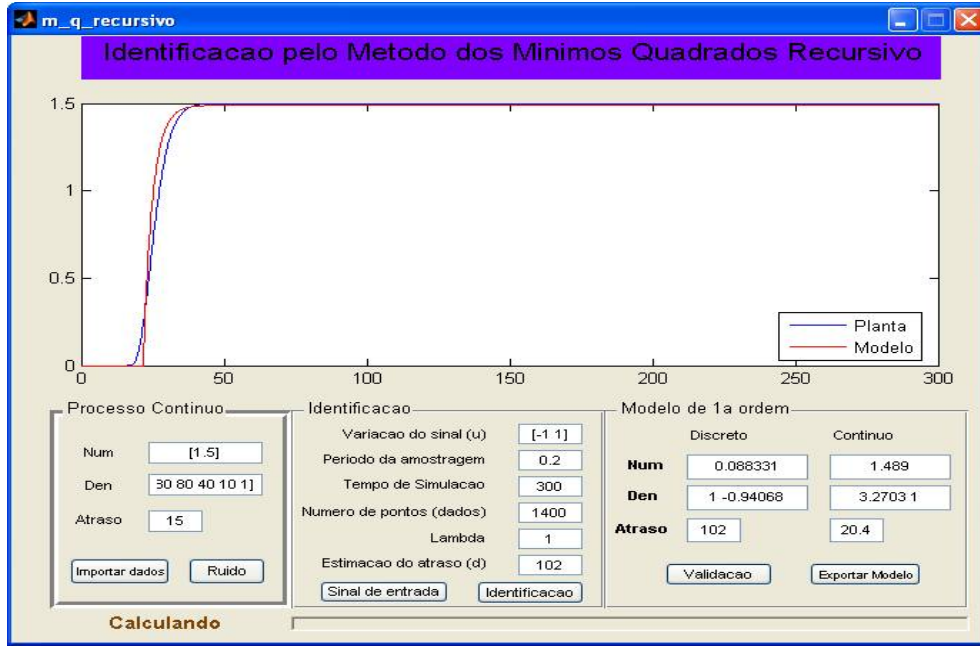 m_q_recursivo
Identificacao pelo Metodo dos Minimos Quadrados Recursivo
1.5
1
0.5
0
0 50 100 150 200 250 300
Planta
Modelo
Processo Continuo
Num [1.5]
Den 80 40 10 1]
Atraso 15
Importar dados Ruido
Identificacao
Variacao do sinal (u) [-1 1]
Periodo da amostragem 0.2
Tempo de Simulacao 300
Numero de pontos (dados) 1400
Lambda 1
Estimacao do atraso (d) 102
Sinal de entrada Identificacao
Modelo de 1a ordem
Discreto Continuo
Num 0.088331 1.489
Den 1 -0.94068 3.2703 1
Atraso 102 20.4
Validacao Exportar Modelo
Calculando